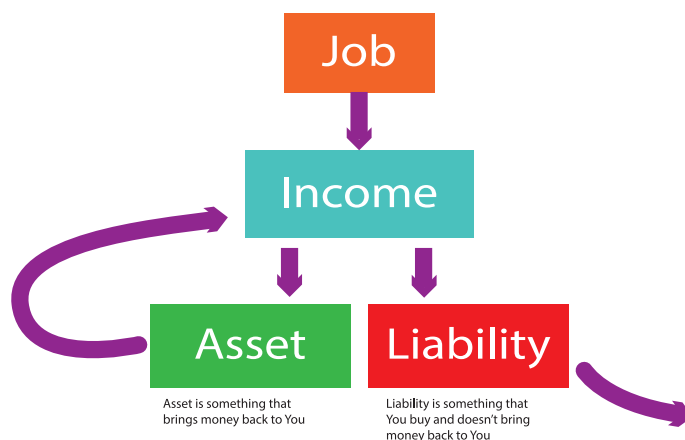 Job
Income
Asset
Liability
Asset is something that
brings money back to You
Liability is something that
You buy and doesn't bring
money back to You